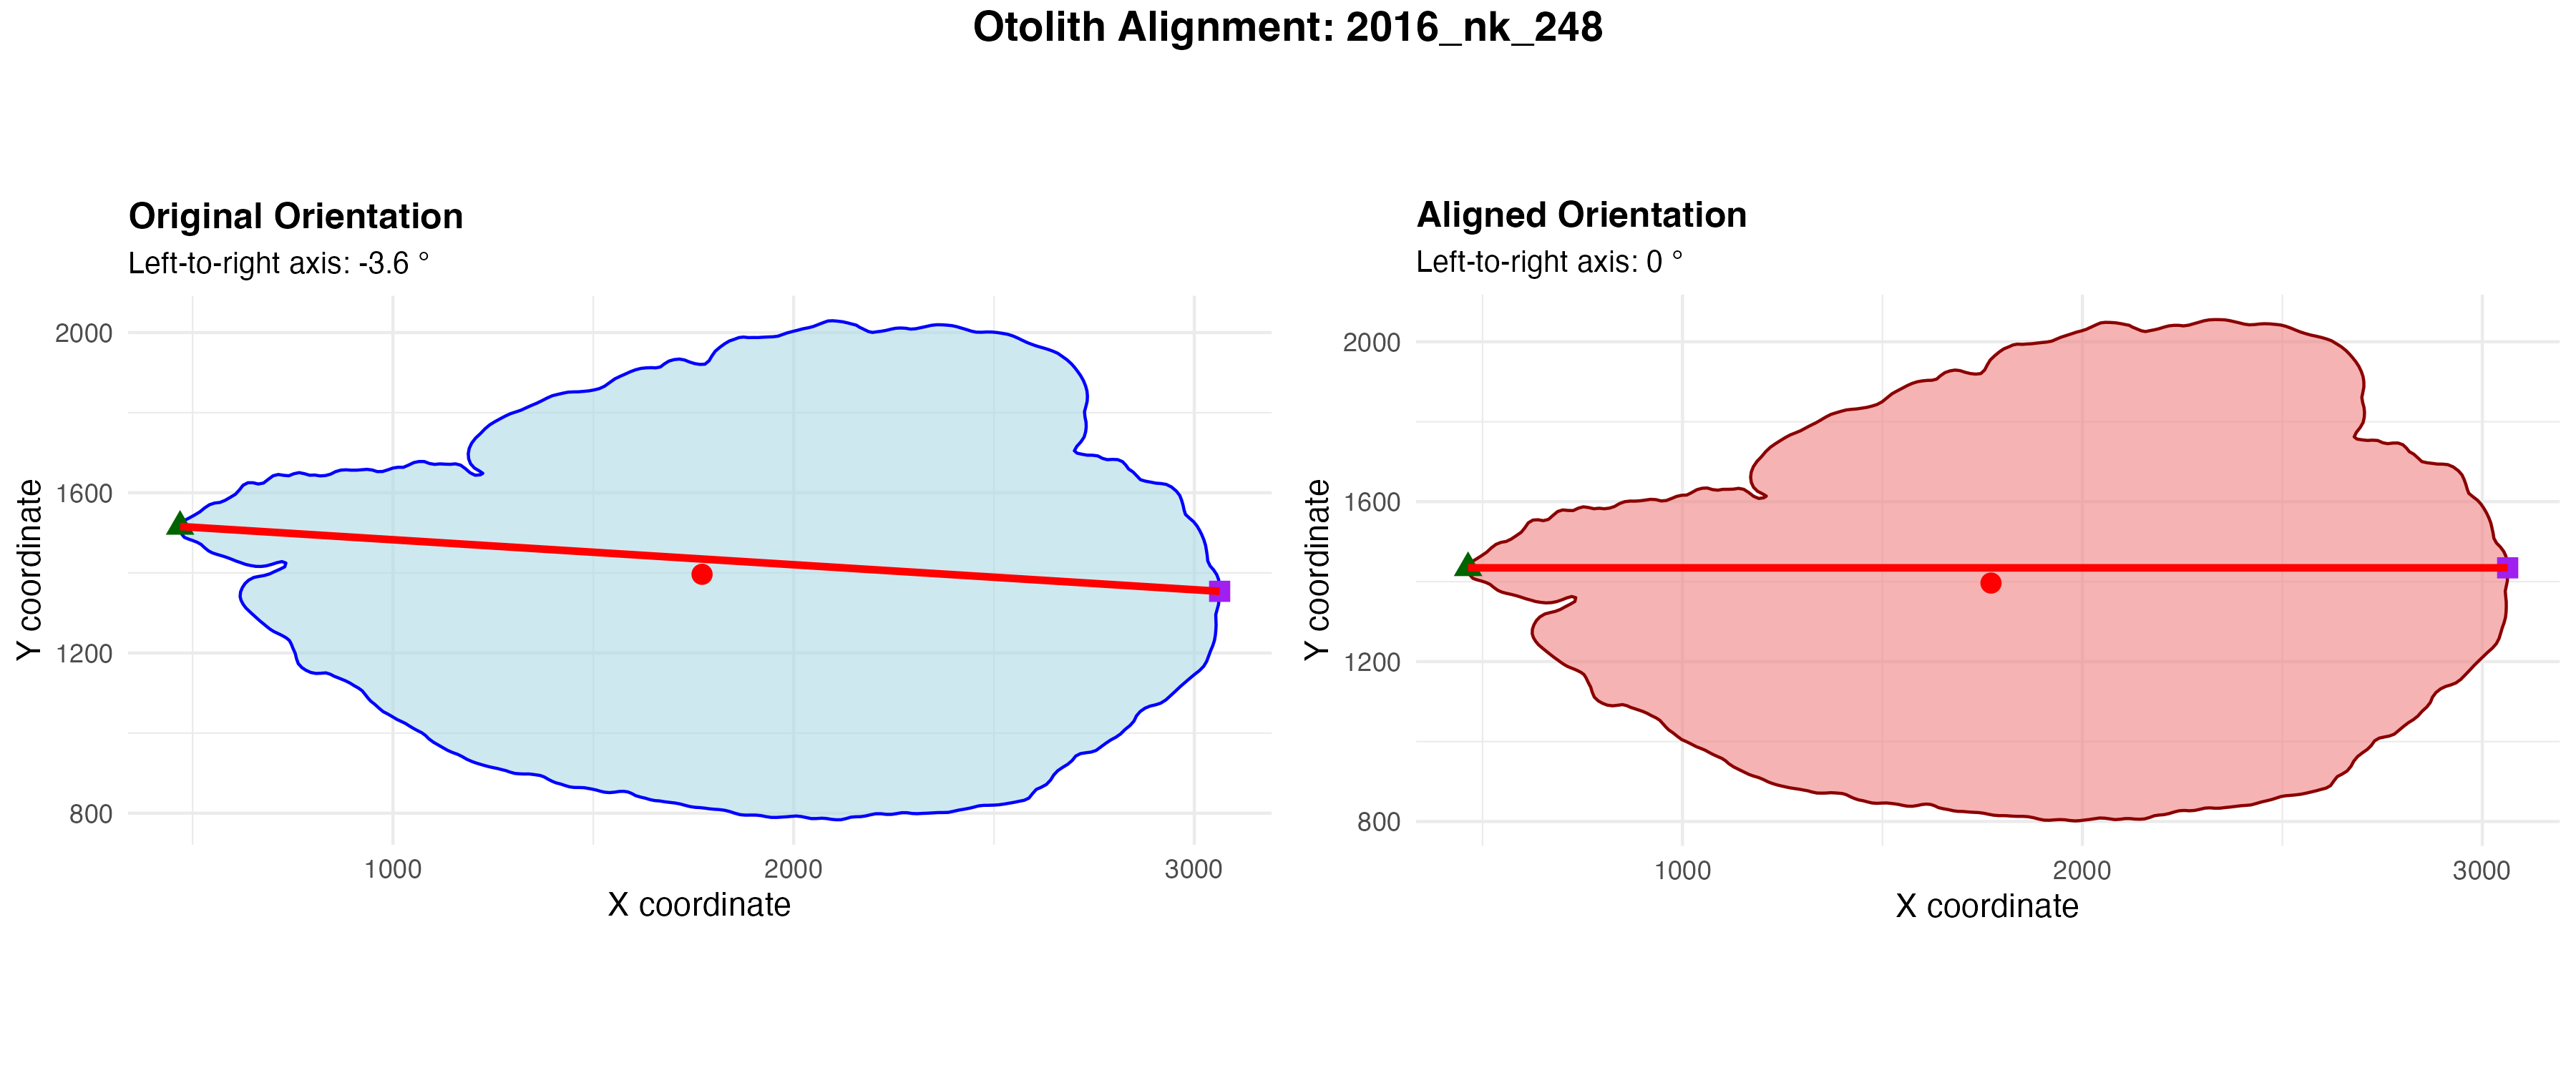 Otolith Alignment: 2016_nk_248
Original Orientation
Left-to-right axis: -3.6 °
2000
1600
1200
800
Y coordinate
1000
2000
3000
X coordinate
Aligned Orientation
Left-to-right axis: 0 °
2000
1600
1200
800
Y coordinate
1000
2000
3000
X coordinate